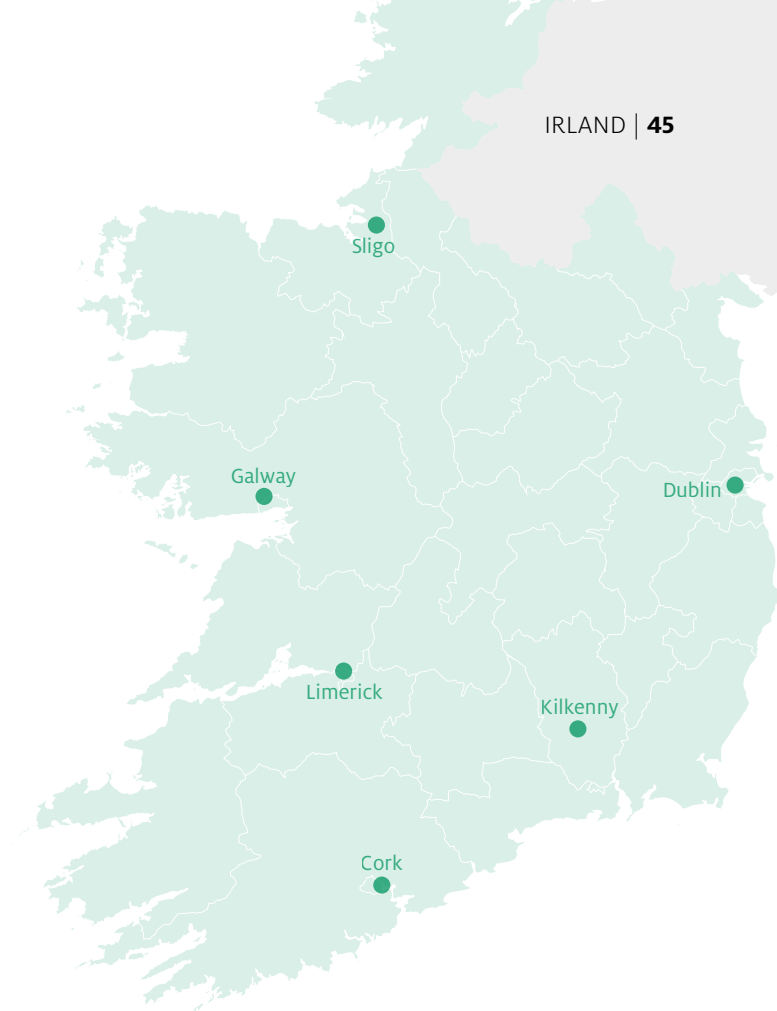 IRLAND | 45
Sligo
Galway
Dublin
Limerick
Kilkenny
Cork